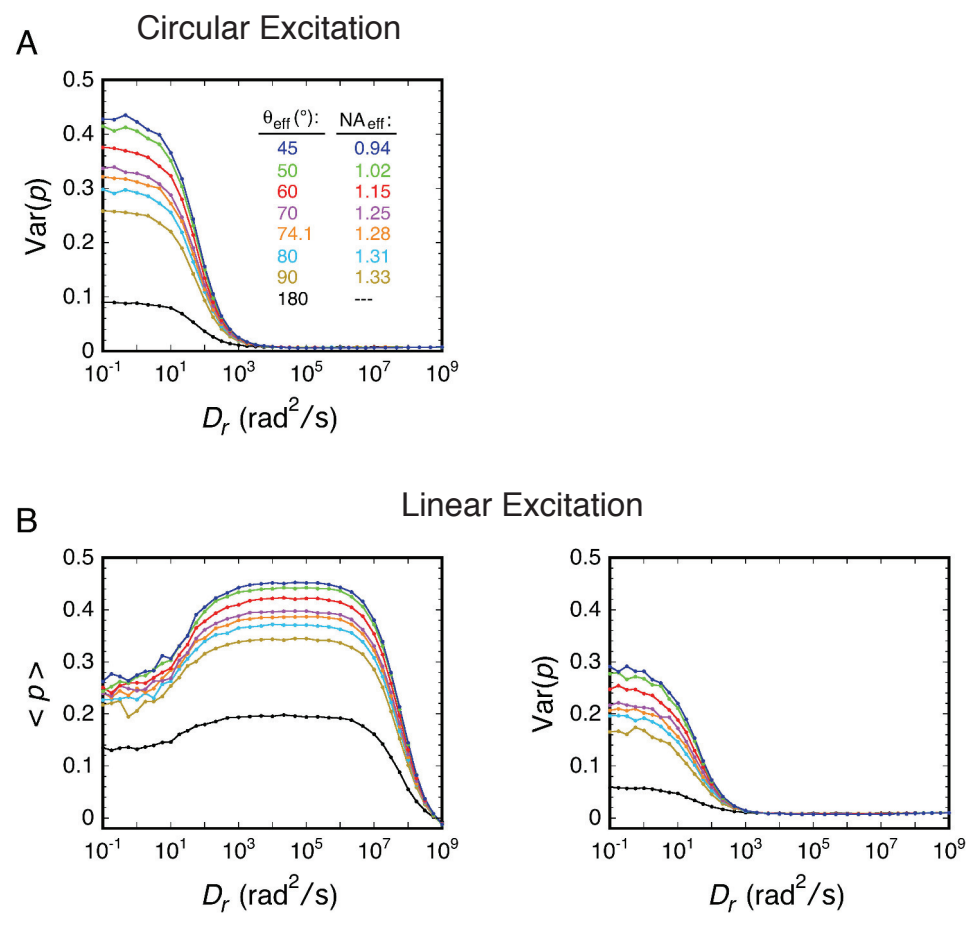 A
Circular Excitation
0.5
0.4
0.3
0.2
0.1
0
Var(p)
θeff (°): NAeff:
45 0.94
50 1.02
60 1.15
70 1.25
74.1 1.28
80 1.31
90 1.33
180 ---
10⁻¹ 10¹ 10³ 10⁵ 10⁷ 10⁹
Dr (rad²/s)
B
Linear Excitation
0.5
0.4
0.3
0.2
0.1
0
< p >
10⁻¹ 10¹ 10³ 10⁵ 10⁷ 10⁹
Dr (rad²/s)
0.5
0.4
0.3
0.2
0.1
0
Var(p)
10⁻¹ 10¹ 10³ 10⁵ 10⁷ 10⁹
Dr (rad²/s)